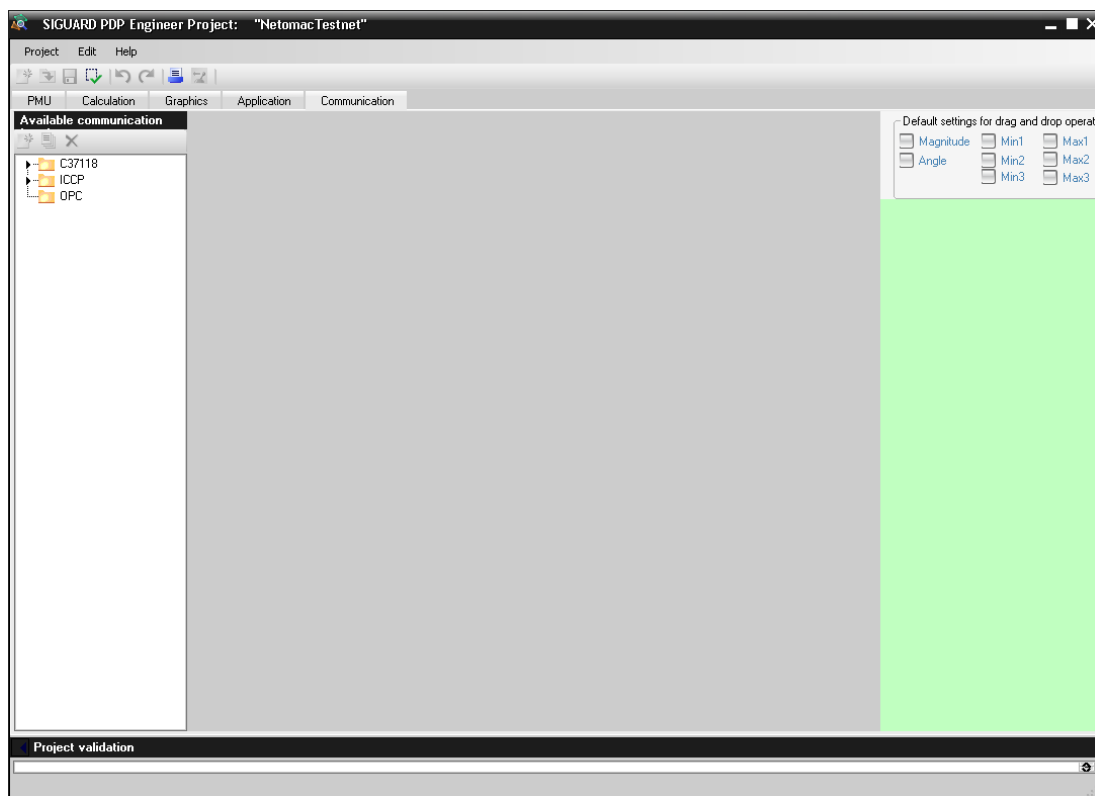 SIGUARD PDP Engineer Project: "NetomacTestnet"
Project Edit Help
PMU Calculation Graphics Application Communication
Available communication
C37118
ICCP
OPC
Default settings for drag and drop operat
Magnitude Min1 Max1
Angle Min2 Max2
Min3 Max3
Project validation